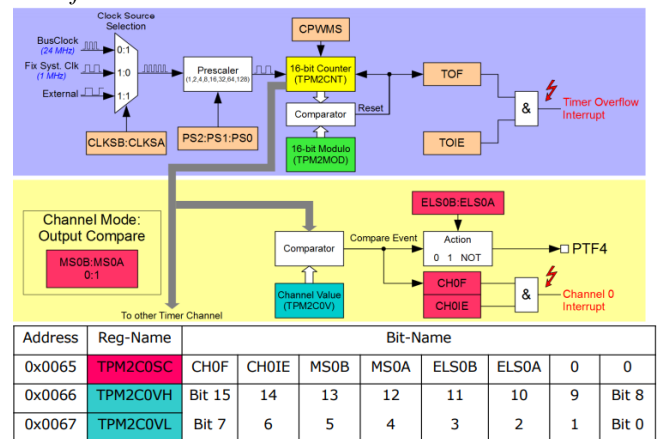 Clock Source
Selection
BusClock
(24 MHz)
Fix Syst. Clk
(1 MHz)
External
0:1
1:0
1:1
CLKSB:CLKSA
Prescaler
(1,2,4,8,16,32,64,128)
PS2:PS1:PS0
CPWMS
16-bit Counter
(TPM2CNT)
Comparator
Reset
16-bit Modulo
(TPM2MOD)
TOF
TOIE
&
Timer Overflow
Interrupt
Channel Mode:
Output Compare
MS0B:MS0A
0:1
To other Timer Channel
Comparator
Channel Value
(TPM2C0V)
Compare Event
ELS0B:ELS0A
Action
0 1 NOT
PTF4
CH0F
CH0IE
&
Channel 0
Interrupt
Address Reg-Name Bit-Name
0x0065 TPM2C0SC CH0F CH0IE MS0B MS0A ELS0B ELS0A 0 0
0x0066 TPM2C0VH Bit 15 14 13 12 11 10 9 Bit 8
0x0067 TPM2C0VL Bit 7 6 5 4 3 2 1 Bit 0